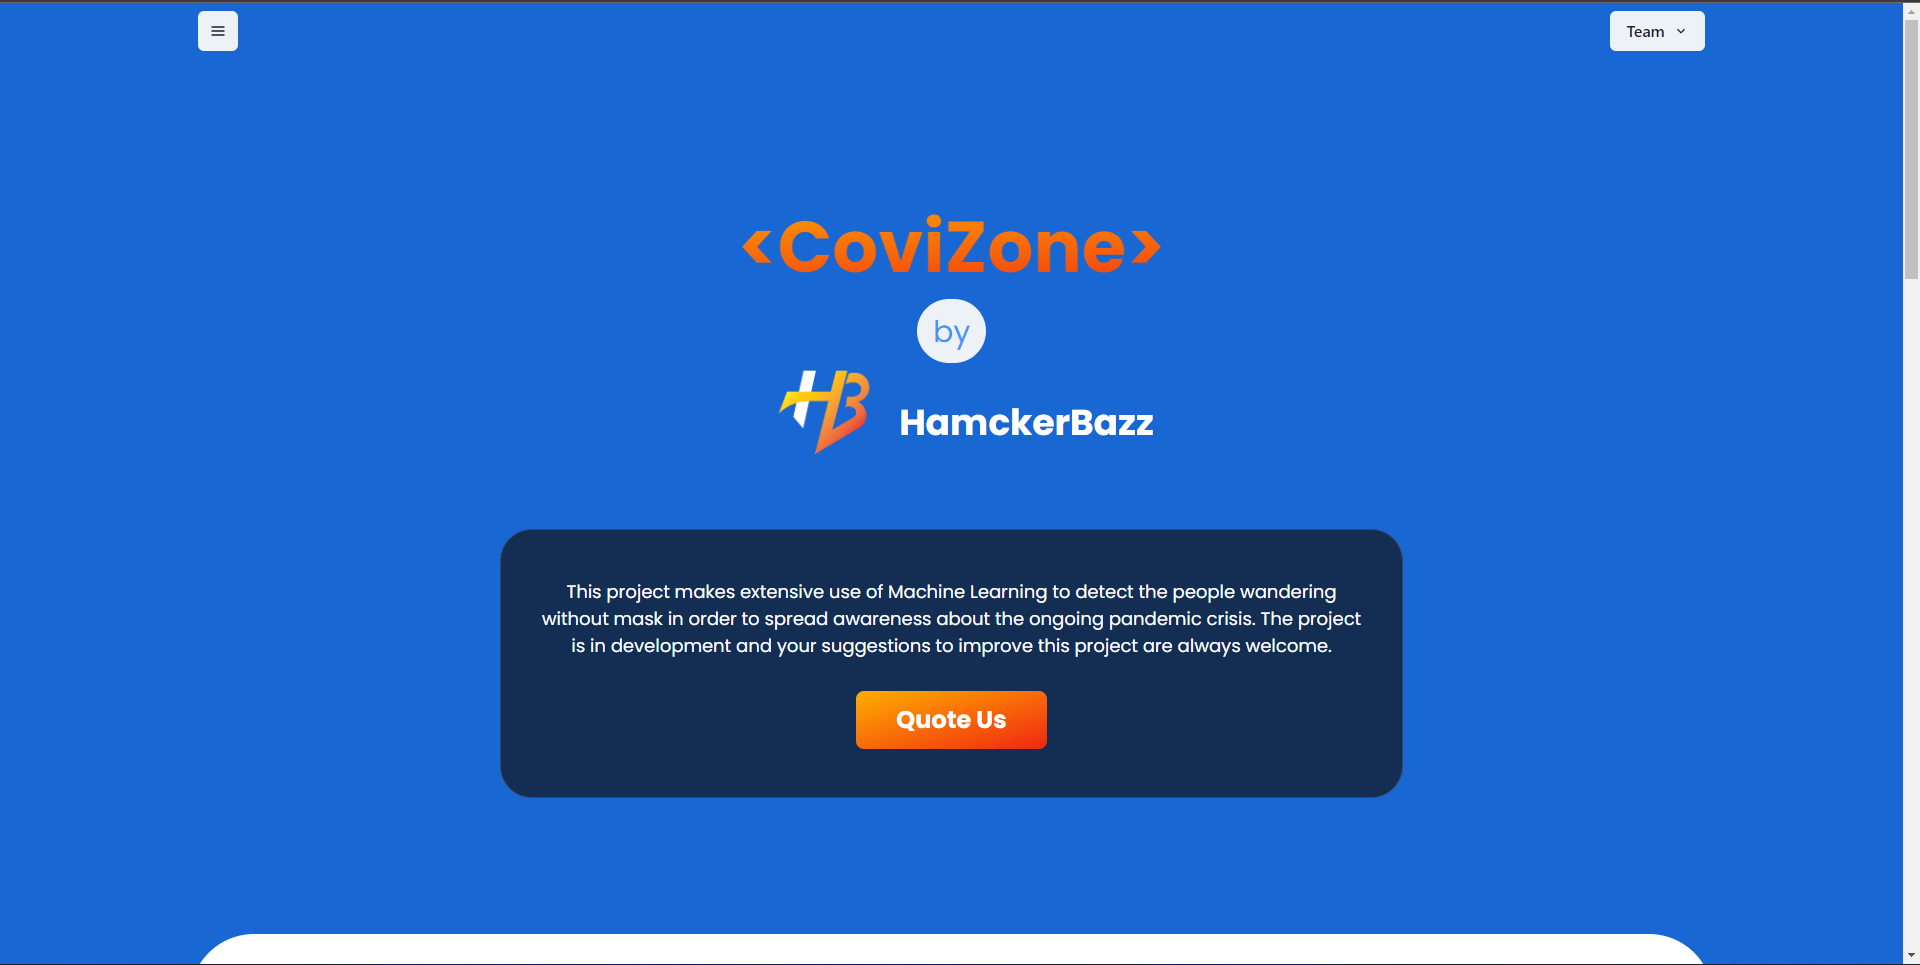 Team
<CoviZone>
by
HB
HamckerBazz
This project makes extensive use of Machine Learning to detect the people wandering
without mask in order to spread awareness about the ongoing pandemic crisis. The project
is in development and your suggestions to improve this project are always welcome.
Quote Us